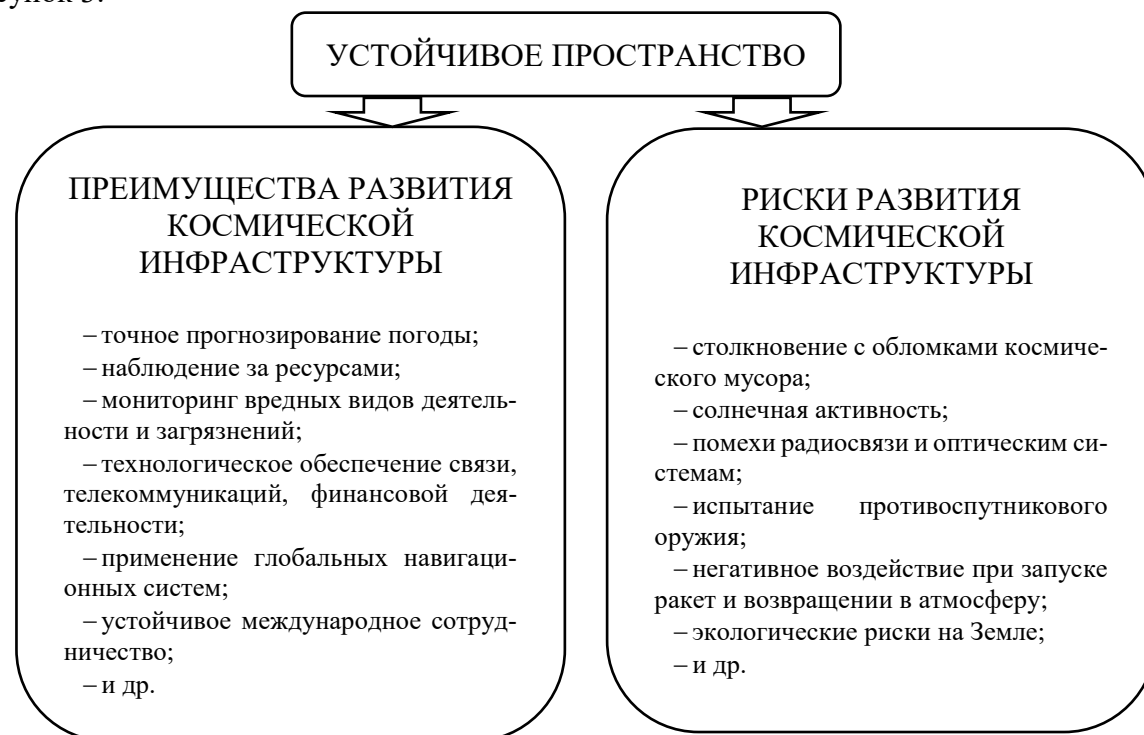 УСТОЙЧИВОЕ ПРОСТРАНСТВО
ПРЕИМУЩЕСТВА РАЗВИТИЯ
КОСМИЧЕСКОЙ
ИНФРАСТРУКТУРЫ
– точное прогнозирование погоды;
– наблюдение за ресурсами;
– мониторинг вредных видов деятель-
ности и загрязнений;
– технологическое обеспечение связи,
телекоммуникаций, финансовой дея-
тельности;
– применение глобальных навигаци-
онных систем;
– устойчивое международное сотруд-
ничество;
– и др.
РИСКИ РАЗВИТИЯ
КОСМИЧЕСКОЙ
ИНФРАСТРУКТУРЫ
– столкновение с обломками космиче-
ского мусора;
– солнечная активность;
– помехи радиосвязи и оптическим си-
стемам;
– испытание противоспутникового
оружия;
– негативное воздействие при запуске
ракет и возвращении в атмосферу;
– экологические риски на Земле;
– и др.